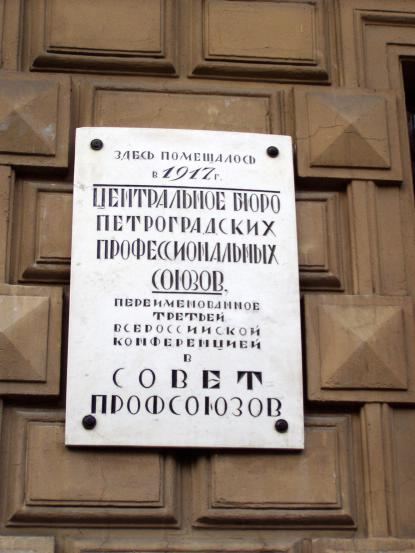 ЗДЕСЬ ПОМЕЩАЛОСЬ
В 1917 Г.
ЦЕНТРАЛЬНОЕ БЮРО
ПЕТРОГРАДСКИХ
ПРОФЕССИОНАЛЬНЫХ
СОЮЗОВ,
ПЕРЕИМЕНОВАННОЕ
ТРЕТЬЕЙ
ВСЕРОССИЙСКОЙ
КОНФЕРЕНЦИЕЙ
В
СОВЕТ
ПРОФСОЮЗОВ